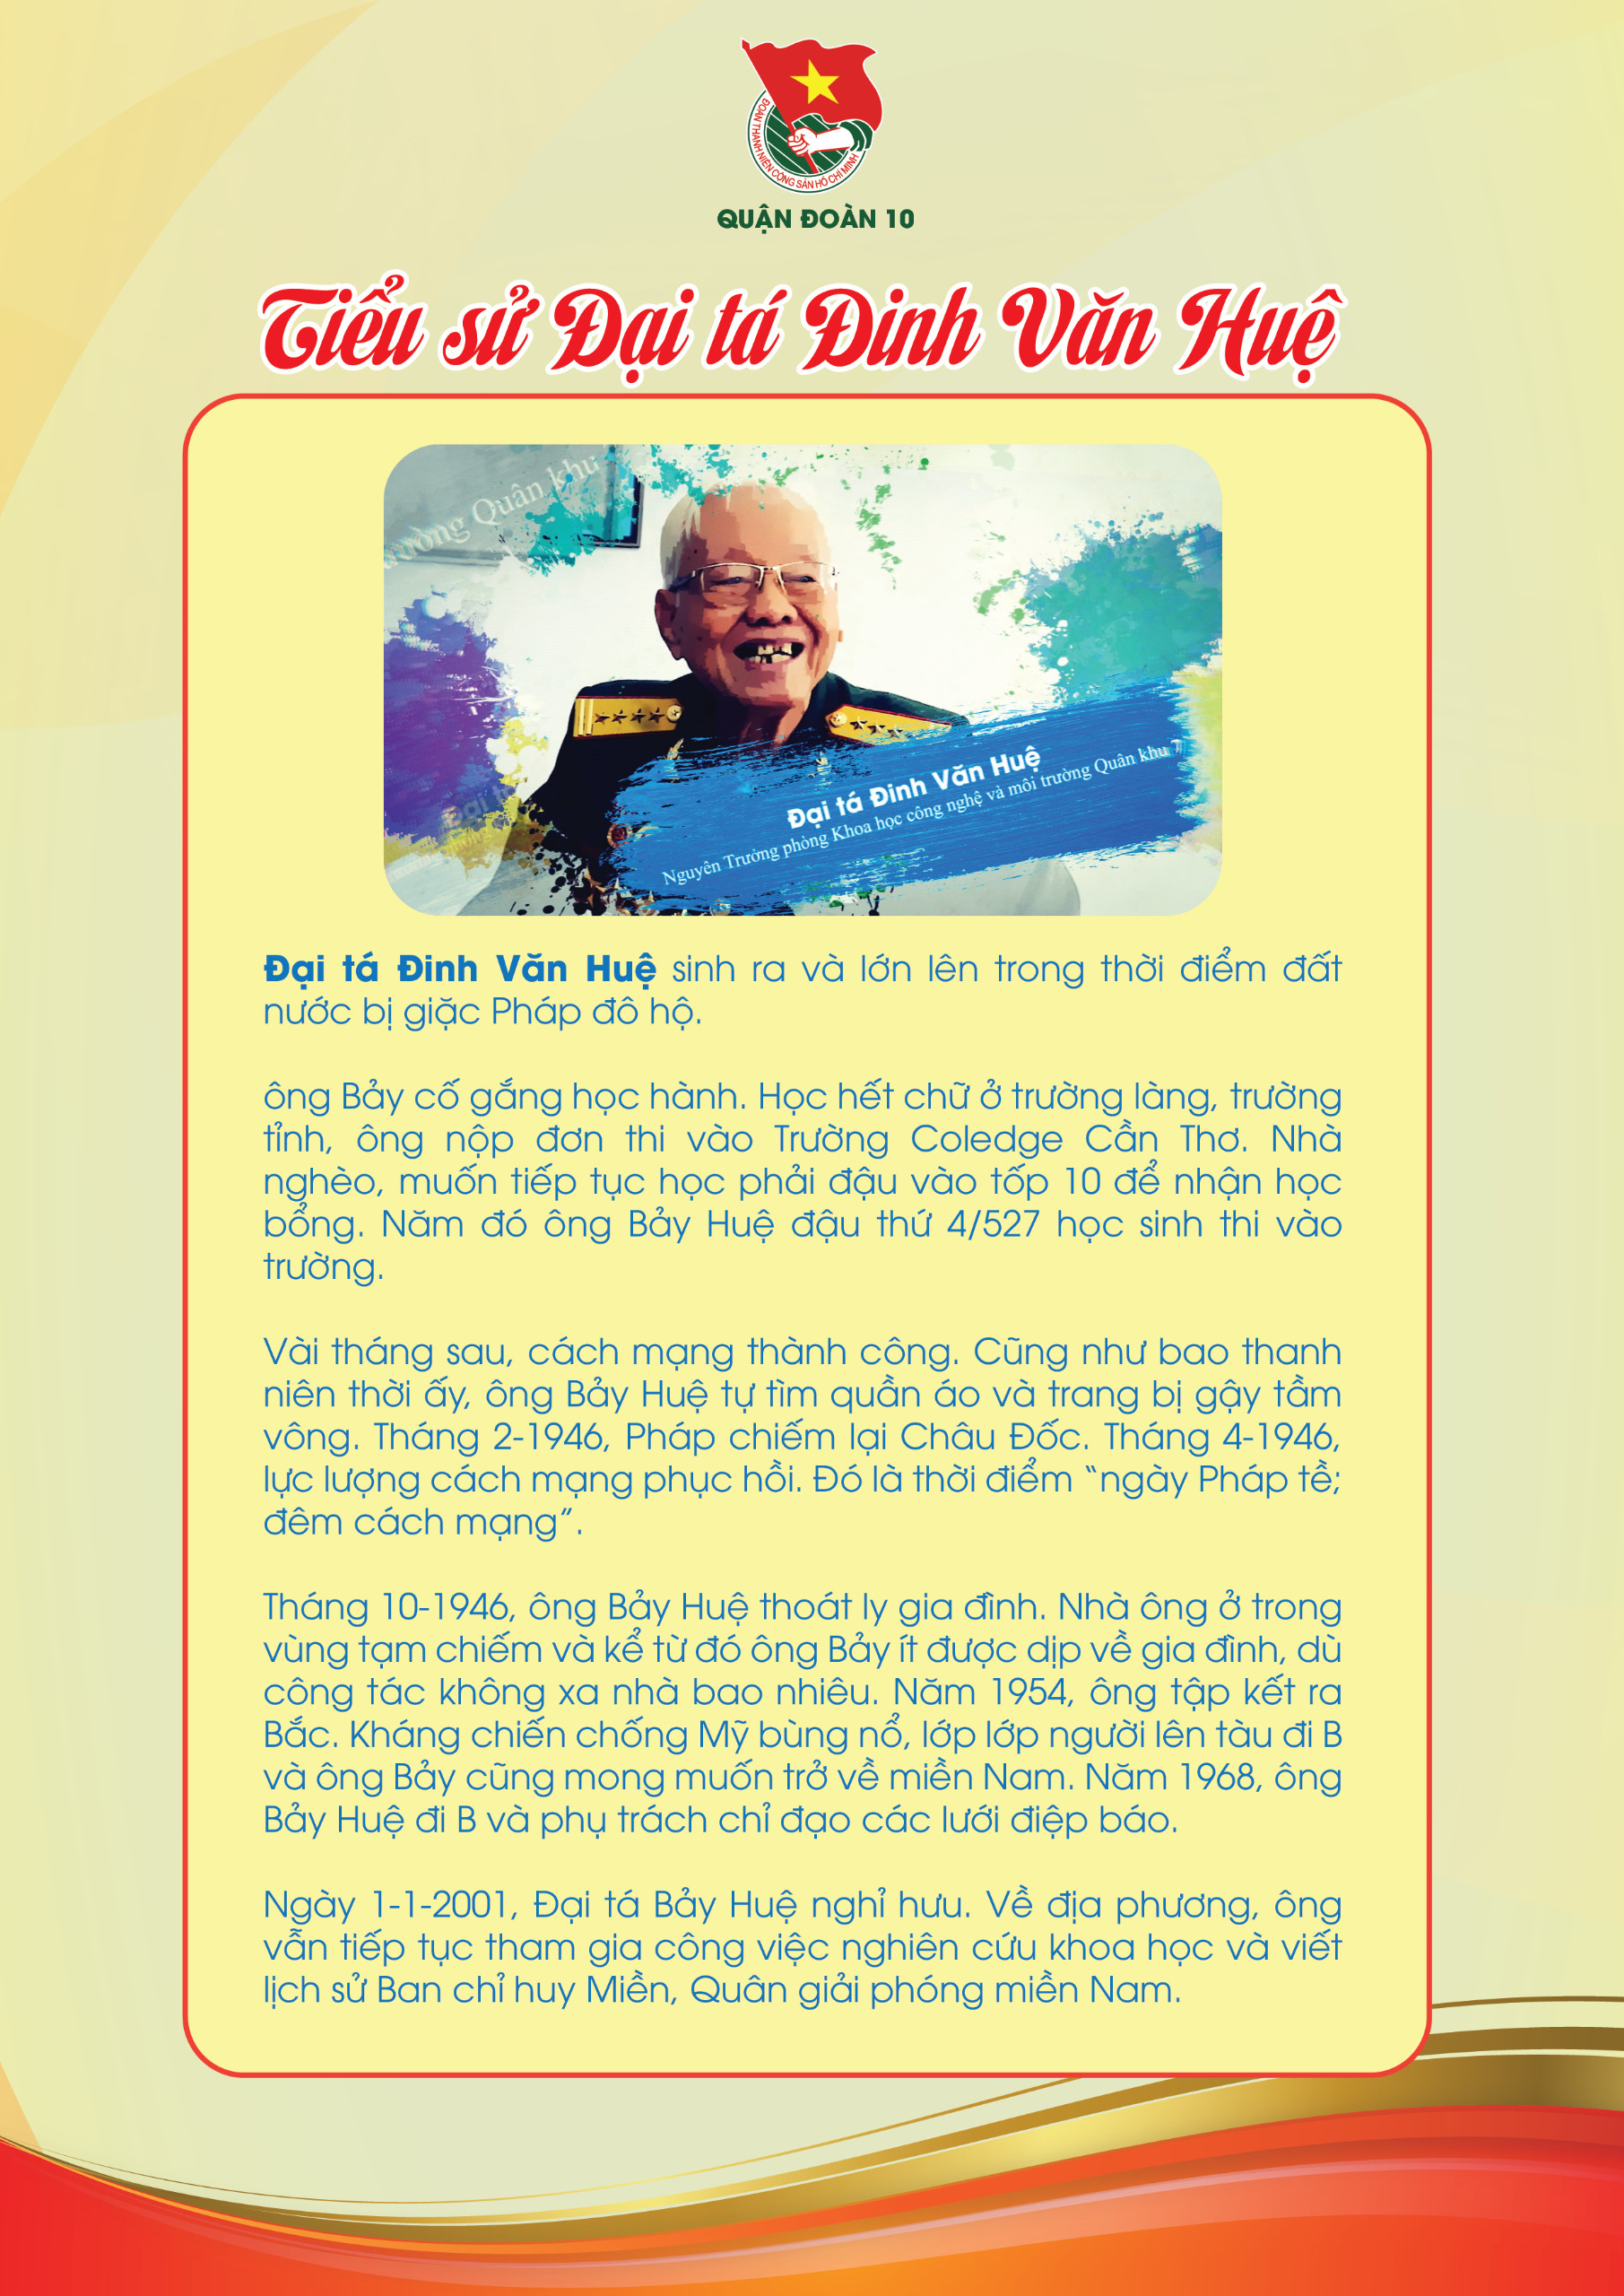 ĐOÀN THANH NIÊN CỘNG SẢN HỒ CHÍ MINH
QUẬN ĐOÀN 10
Tiểu sử Đại tá Đinh Văn Huệ
trường Quân khu
Đại tá Đinh Văn Huệ
Nguyên Trưởng phòng Khoa học công nghệ và môi trường Quân khu 7
Đại tá Đinh Văn Huệ sinh ra và lớn lên trong thời điểm đất
nước bị giặc Pháp đô hộ.
ông Bảy cố gắng học hành. Học hết chữ ở trường làng, trường
tỉnh, ông nộp đơn thi vào Trường Coledge Cần Thơ. Nhà
nghèo, muốn tiếp tục học phải đậu vào tốp 10 để nhận học
bổng. Năm đó ông Bảy Huệ đậu thứ 4/527 học sinh thi vào
trường.
Vài tháng sau, cách mạng thành công. Cũng như bao thanh
niên thời ấy, ông Bảy Huệ tự tìm quần áo và trang bị gậy tầm
vông. Tháng 2-1946, Pháp chiếm lại Châu Đốc. Tháng 4-1946,
lực lượng cách mạng phục hồi. Đó là thời điểm “ngày Pháp tề;
đêm cách mạng”.
Tháng 10-1946, ông Bảy Huệ thoát ly gia đình. Nhà ông ở trong
vùng tạm chiếm và kể từ đó ông Bảy ít được dịp về gia đình, dù
công tác không xa nhà bao nhiêu. Năm 1954, ông tập kết ra
Bắc. Kháng chiến chống Mỹ bùng nổ, lớp lớp người lên tàu đi B
và ông Bảy cũng mong muốn trở về miền Nam. Năm 1968, ông
Bảy Huệ đi B và phụ trách chỉ đạo các lưới điệp báo.
Ngày 1-1-2001, Đại tá Bảy Huệ nghỉ hưu. Về địa phương, ông
vẫn tiếp tục tham gia công việc nghiên cứu khoa học và viết
lịch sử Ban chỉ huy Miền, Quân giải phóng miền Nam.